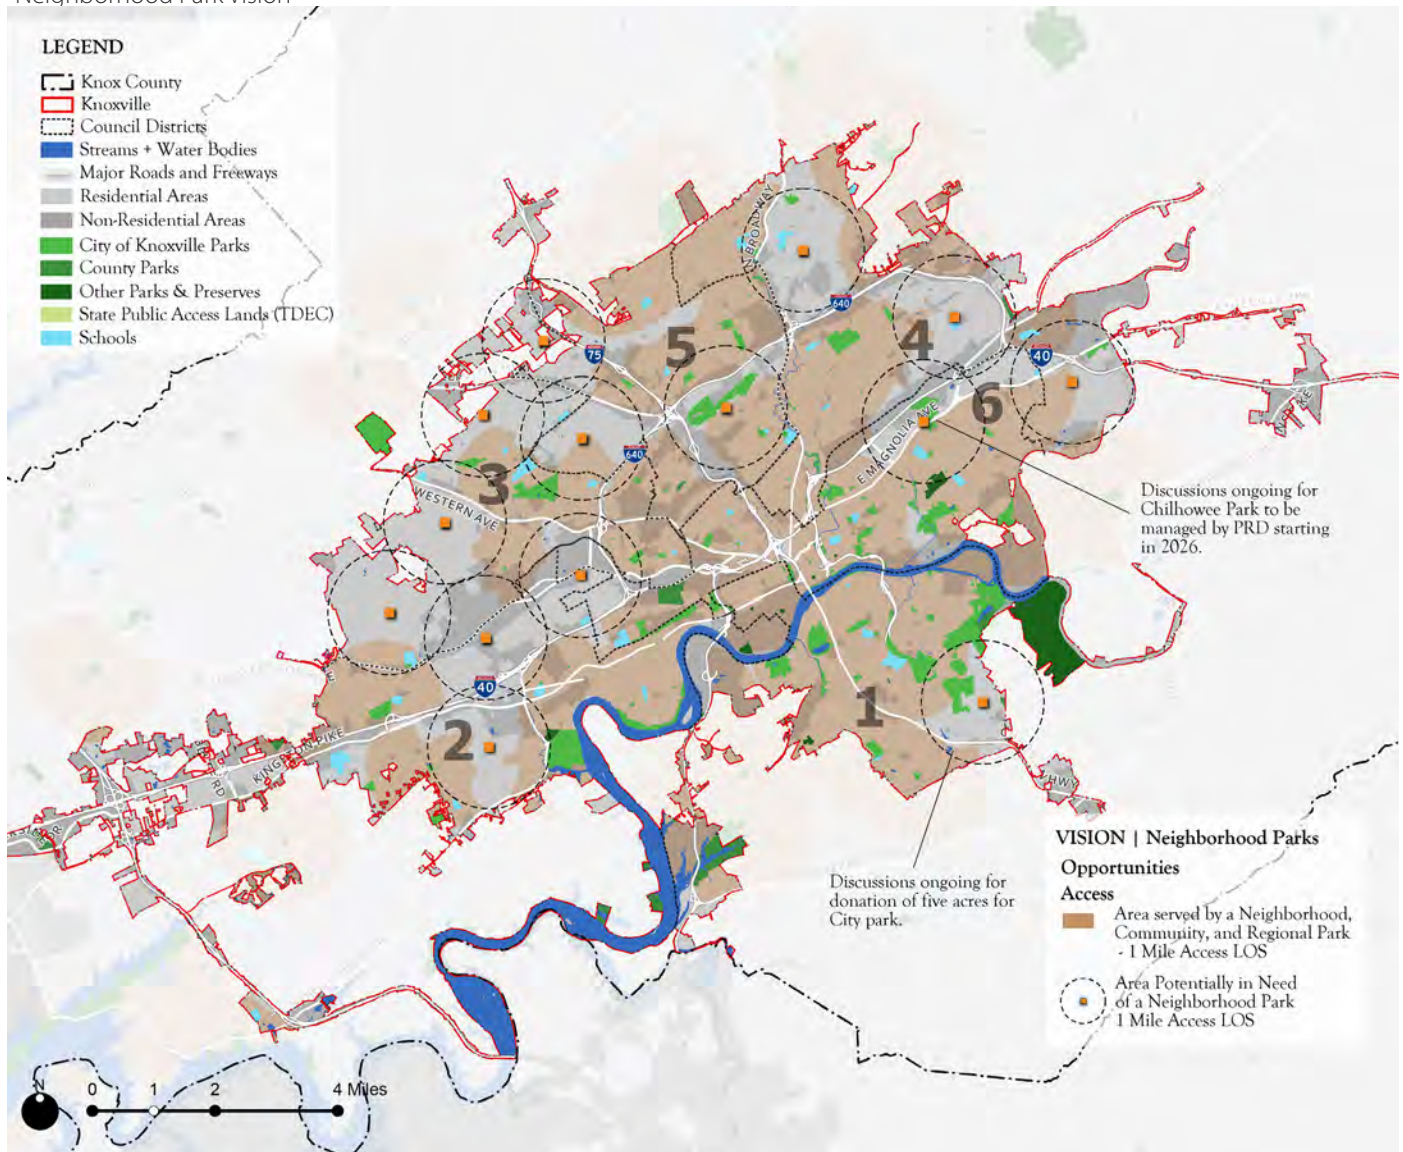 Neighborhood Park Vision
LEGEND
Knox County
Knoxville
Council Districts
Streams + Water Bodies
Major Roads and Freeways
Residential Areas
Non-Residential Areas
City of Knoxville Parks
County Parks
Other Parks & Preserves
State Public Access Lands (TDEC)
Schools
N BROADWAY
640
75
5
4
40
6
640
E MAGNOLIA AVE
3
WESTERN AVE
Discussions ongoing for
Chilhowee Park to be
managed by PRD starting
in 2026.
40
1
2
KINGSTON PIKE
RD
HWY
VISION | Neighborhood Parks
Opportunities
Access
Area served by a Neighborhood,
Community, and Regional Park
- 1 Mile Access LOS
Area Potentially in Need
of a Neighborhood Park
1 Mile Access LOS
Discussions ongoing for
donation of five acres for
City park.
N
0 1 2 4 Miles